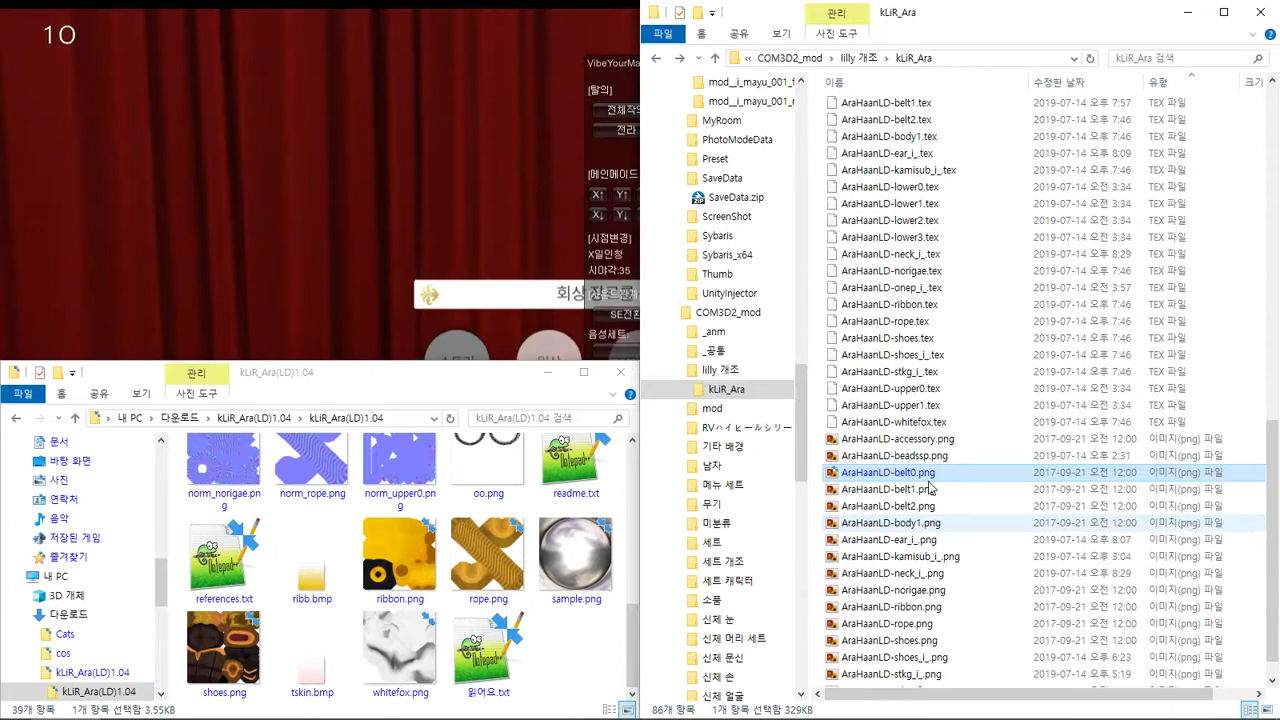 10
VibeYourMa
[탈의]
전체작의
전라
[메인메이드
X↑ Y↑
X↓ Y↓
[시점변경]
X일인칭
시야각:35
SE전환
음성세트:
관리
kLiR_Ara
파일 홈 공유 보기 사진 도구
COM3D2_mod lilly 개조 kLiR_Ara
kLiR_Ara 검색
mod__i_mayu_001_
mod__i_mayu_001_
MyRoom
PhotoModeData
Preset
SaveData
SaveData.zip
ScreenShot
Sybaris
Sybaris_x64
Thumb
UnityInjector
COM3D2_mod
_anm
_공통
lilly 개조
kLiR_Ara
mod
RVハイヒールシリー
기타 배경
남자
메뉴 세트
무기
미분류
세트
세트 개조
세트 캐릭터
소품
신체 눈
신체 머리 세트
신체 문신
신체 손
신체 얼굴
이름 수정한 날짜 유형 크기
AraHaanLD-belt1.tex 2019-07-14 오후 7:57 TEX 파일
AraHaanLD-belt2.tex 2019-07-14 오후 7:46 TEX 파일
AraHaanLD-body1.tex 2019-07-14 오후 7:46 TEX 파일
AraHaanLD-ear_i_.tex 2019-07-14 오후 8:09 TEX 파일
AraHaanLD-kamisub_i_.tex 2019-07-14 오후 7:46 TEX 파일
AraHaanLD-lower0.tex 2019-07-14 오전 3:34 TEX 파일
AraHaanLD-lower1.tex 2019-07-14 오전 3:34 TEX 파일
AraHaanLD-lower2.tex 2019-07-14 오전 3:34 TEX 파일
AraHaanLD-lower3.tex 2019-07-14 오전 3:34 TEX 파일
AraHaanLD-neck_i_.tex 2019-07-14 오후 8:29 TEX 파일
AraHaanLD-norigae.tex 2019-07-14 오후 7:46 TEX 파일
AraHaanLD-onep_i_.tex 2019-07-14 오전 3:34 TEX 파일
AraHaanLD-ribbon.tex 2019-07-14 오후 7:46 TEX 파일
AraHaanLD-rope.tex 2019-07-14 오후 7:46 TEX 파일
AraHaanLD-shoes.tex 2019-07-14 오후 7:46 TEX 파일
AraHaanLD-shoes_i_.tex 2019-07-14 오후 7:46 TEX 파일
AraHaanLD-stkg_i_.tex 2019-07-14 오후 7:46 TEX 파일
AraHaanLD-upper0.tex 2019-07-14 오후 7:46 TEX 파일
AraHaanLD-upper1.tex 2019-07-14 오후 7:46 TEX 파일
AraHaanLD-whitefox.tex 2019-07-14 오후 7:46 TEX 파일
AraHaanLD-accessory.png 2017-09-21 오전 12:00 이미지(png) 파일
AraHaanLD-beadssp.png 2019-07-14 오후 2:31 이미지(png) 파일
AraHaanLD-belt0.png 2017-09-21 오전 12:00 이미지(png) 파일
AraHaanLD-belt1.png 2017-09-21 오전 12:00 이미지(png) 파일
AraHaanLD-belt2.png 2017-09-21 오전 12:00 이미지(png) 파일
AraHaanLD-body1.png 2017-09-21 오전 12:00 이미지(png) 파일
AraHaanLD-ear_i_.png 2019-07-14 오후 8:07 이미지(png) 파일
AraHaanLD-kamisub_i_.png 2019-07-14 오후 3:04 이미지(png) 파일
AraHaanLD-neck_i_.png 2019-07-14 오후 8:29 이미지(png) 파일
AraHaanLD-norigae.png 2017-09-21 오전 12:00 이미지(png) 파일
AraHaanLD-ribbon.png 2017-09-21 오전 12:00 이미지(png) 파일
AraHaanLD-rope.png 2017-09-21 오전 12:00 이미지(png) 파일
AraHaanLD-shoes.png 2017-09-21 오전 12:00 이미지(png) 파일
AraHaanLD-shoes_i_.png 2019-07-14 오후 6:23 이미지(png) 파일
AraHaanLD-stkg_i_.png 2019-07-14 오후 5:19 이미지(png) 파일
86개 항목 1개 항목 선택함 329KB
관리
kLiR_Ara(LD)1.04
파일 홈 공유 보기 사진 도구
내 PC 다운로드 kLiR_Ara(LD)1.04 kLiR_Ara(LD)1.04
kLiR_Ara(LD)1.04 검색
문서
바탕 화면
사진
연락처
음악
저장된 게임
즐겨찾기
내 PC
3D 개체
다운로드
Cats
cos
kLiR_Ara(LD)1.04
kLiR_Ara(LD)1.04
norm_norigae.png norm_rope.png norm_upper0.png oo.png readme.txt
references.txt ribb.bmp ribbon.png rope.png sample.png
shoes.png tskin.bmp whitefox.png 읽어요.txt
39개 항목 1개 항목 선택함 3.55KB